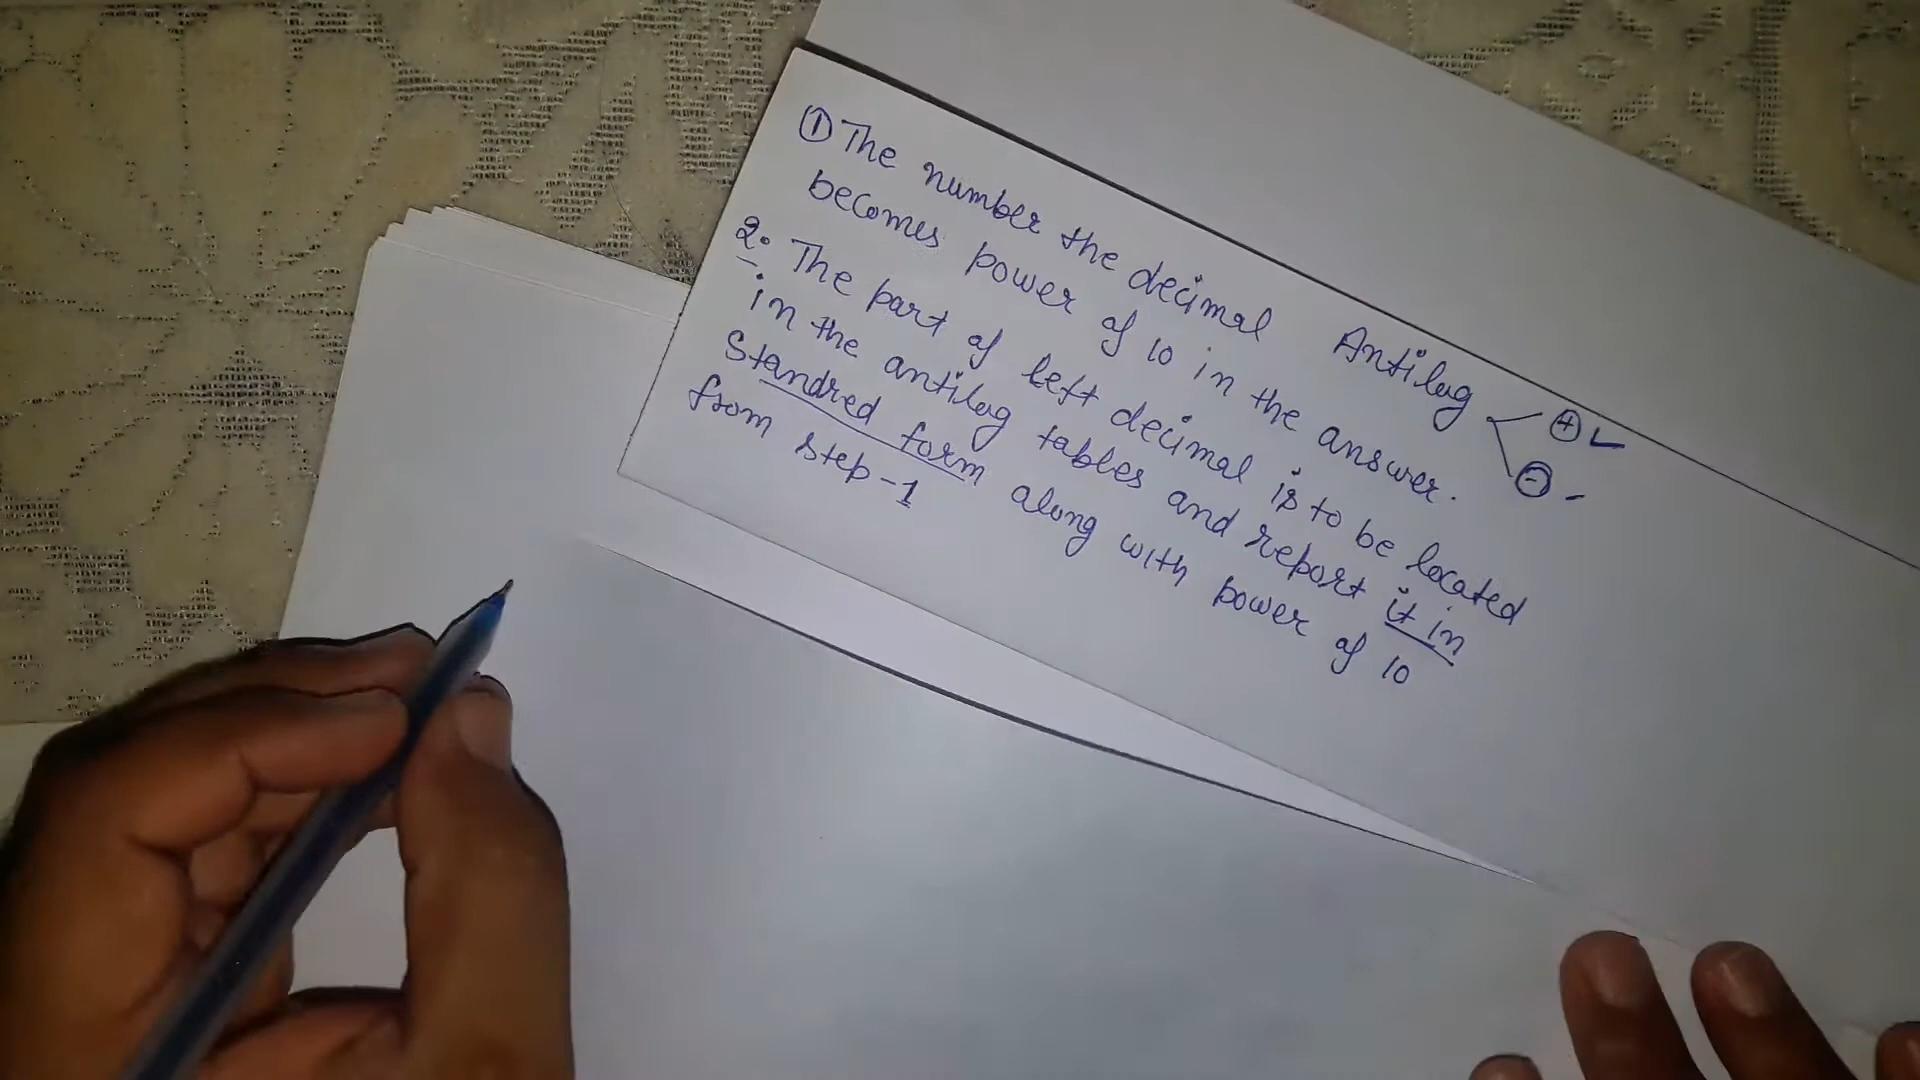 Antilog
+
-
① The number the decimal
becomes power of 10 in the answer.
2. The part of left decimal is to be located
in the antilog tables and report it in
Standred form along with power of 10
from step-1